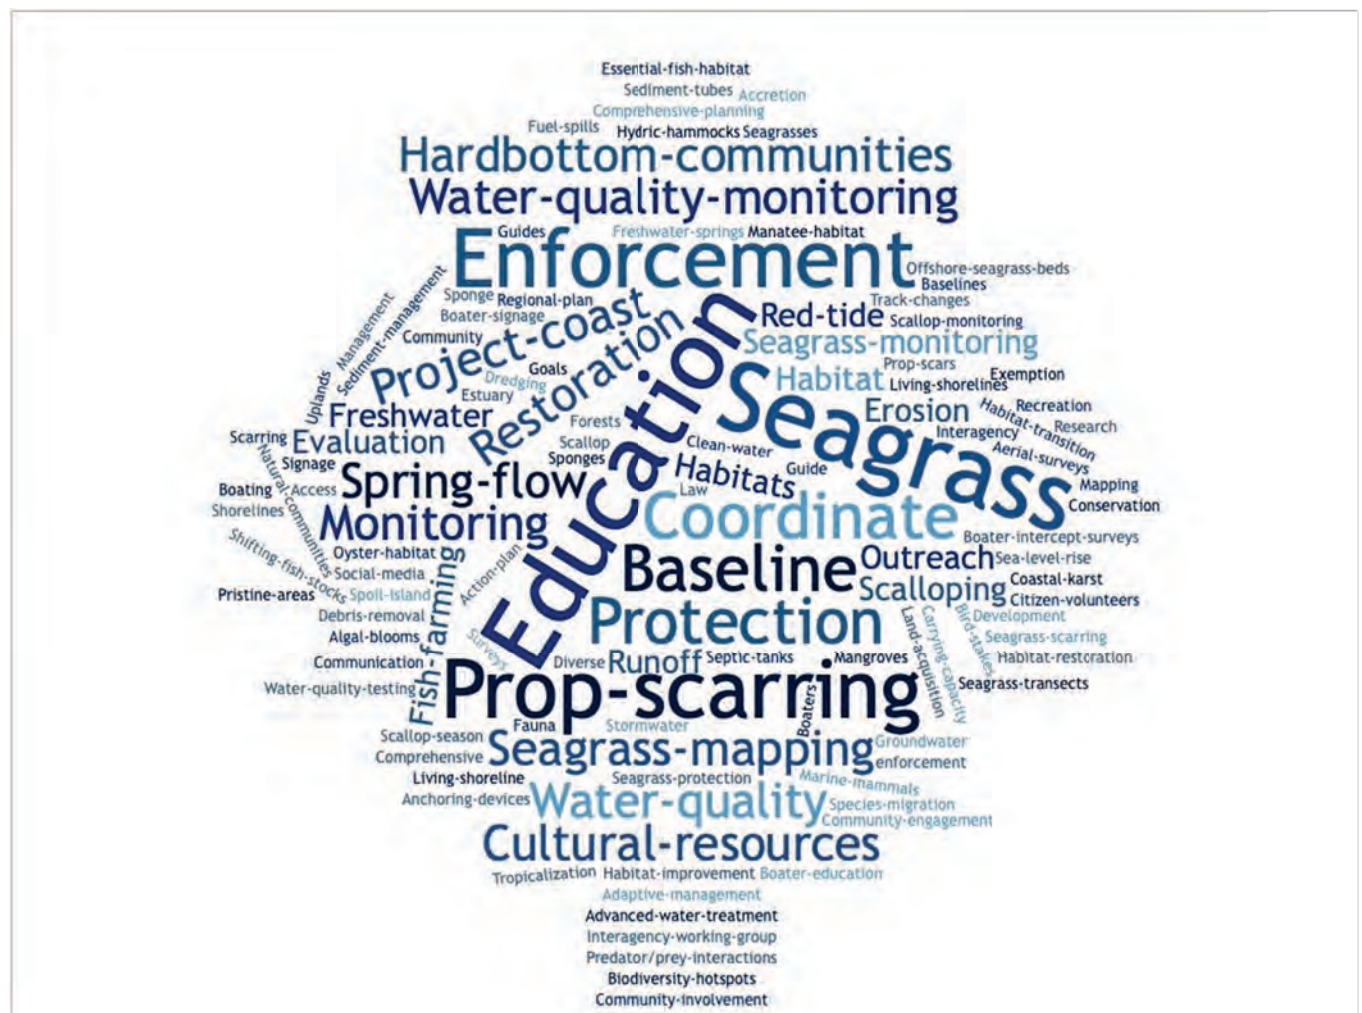 Essential-fish-habitat
Sediment-tubes Accretion
Comprehensive-planning
Fuel-spills Hydric-hammocks Seagrasses
Hardbottom-communities
Water-quality-monitoring
Guides Freshwater-springs Manatee-habitat
Enforcement
Offshore-seagrass-beds
Baselines
Management
Sediment-management
Sponge Regional-plan
Boater-signage
Community
Project-coast
Restoration
Education
Red-tide
Track-changes
Scallop-monitoring
Seagrass-monitoring
Goals
Dredging
Estuary
Prop-scars
Habitat
Living-shorelines
Exemption
Seagrass
Uplands
Freshwater
Forests
Erosion
Habitat-transition
Recreation
Research
Interagency
Aerial-surveys
Scarring
Evaluation
Scallop
Sponges
Clean-water
Signage
Natural-communities
Spring-flow
Habitats
Guide
Law
Mapping
Conservation
Boating
Access
Shorelines
Monitoring
Coordinate
Boater-intercept-surveys
Shifting-fish-stocks
Oyster-habitat
Social-media
Action-plan
Fish-farming
Baseline
Outreach
Sea-level-rise
Scalloping
Coastal-karst
Citizen-volunteers
Pristine-areas
Spoil-island
Debris-removal
Algal-blooms
Surveys
Protection
Land-acquisition
Carrying-capacity
Bird-stakes
Development
Seagrass-scarring
Communication
Diverse
Runoff
Septic-tanks
Mangroves
Habitat-restoration
Water-quality-testing
Prop-scarring
Boaters
Seagrass-transects
Fauna
Stormwater
Scallop-season
Comprehensive
Seagrass-mapping
Groundwater
enforcement
Living-shoreline
Seagrass-protection
Marine-mammals
Anchoring-devices
Water-quality
Species-migration
Community-engagement
Cultural-resources
Tropicalization Habitat-improvement Boater-education
Adaptive-management
Advanced-water-treatment
Interagency-working-group
Predator/prey-interactions
Biodiversity-hotspots
Community-involvement